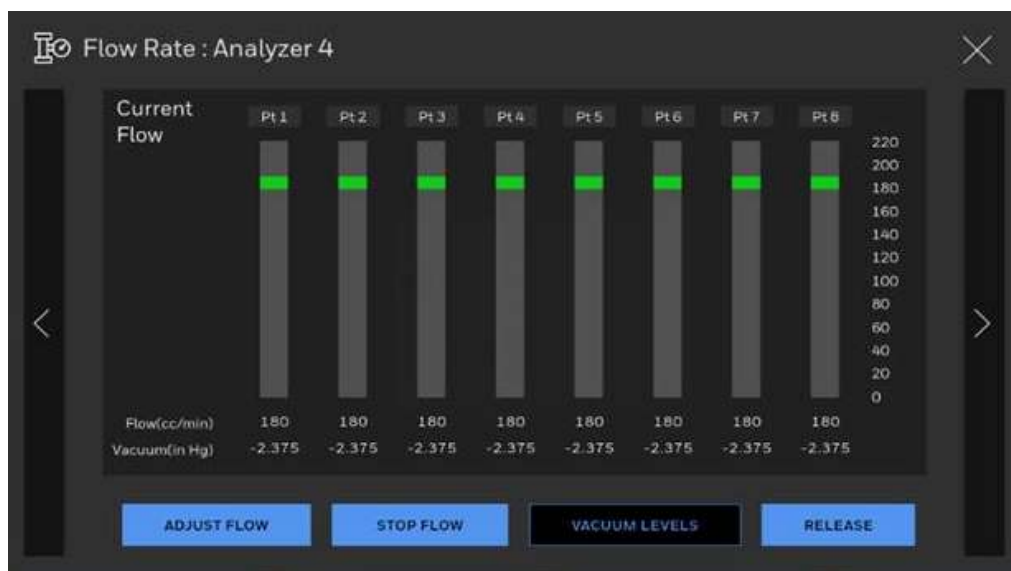 Flow Rate : Analyzer 4
Current
Flow
Pt 1 Pt 2 Pt 3 Pt 4 Pt 5 Pt 6 Pt 7 Pt 8
220
200
180
160
140
120
100
80
60
40
20
0
Flow(cc/min) 180 180 180 180 180 180 180 180
Vacuum(in Hg) -2.375 -2.375 -2.375 -2.375 -2.375 -2.375 -2.375 -2.375
ADJUST FLOW STOP FLOW VACUUM LEVELS RELEASE